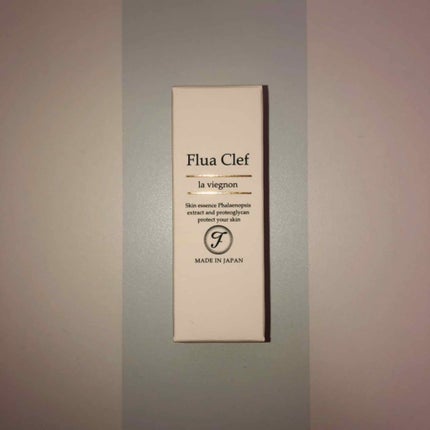 Flua Clef
la viegnon
Skin essence Phalaenopsis
extract and proteoglycan
protect your skin
F
MADE IN JAPAN